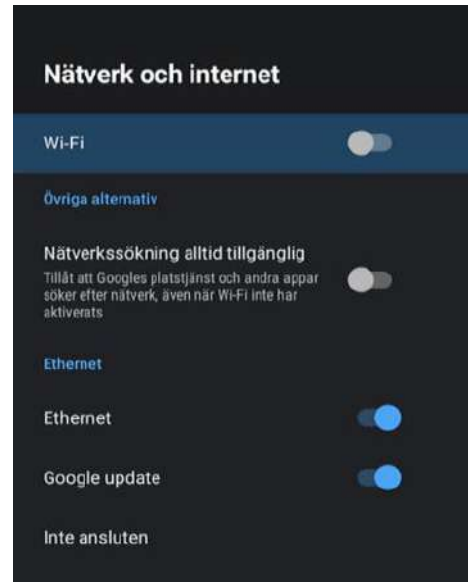 Nätverk och internet
Wi-Fi
Övriga alternativ
Nätverkssökning alltid tillgänglig
Tillåt att Googles platstjänst och andra appar
söker efter nätverk, även när Wi-Fi inte har
aktiverats
Ethernet
Ethernet
Google update
Inte ansluten